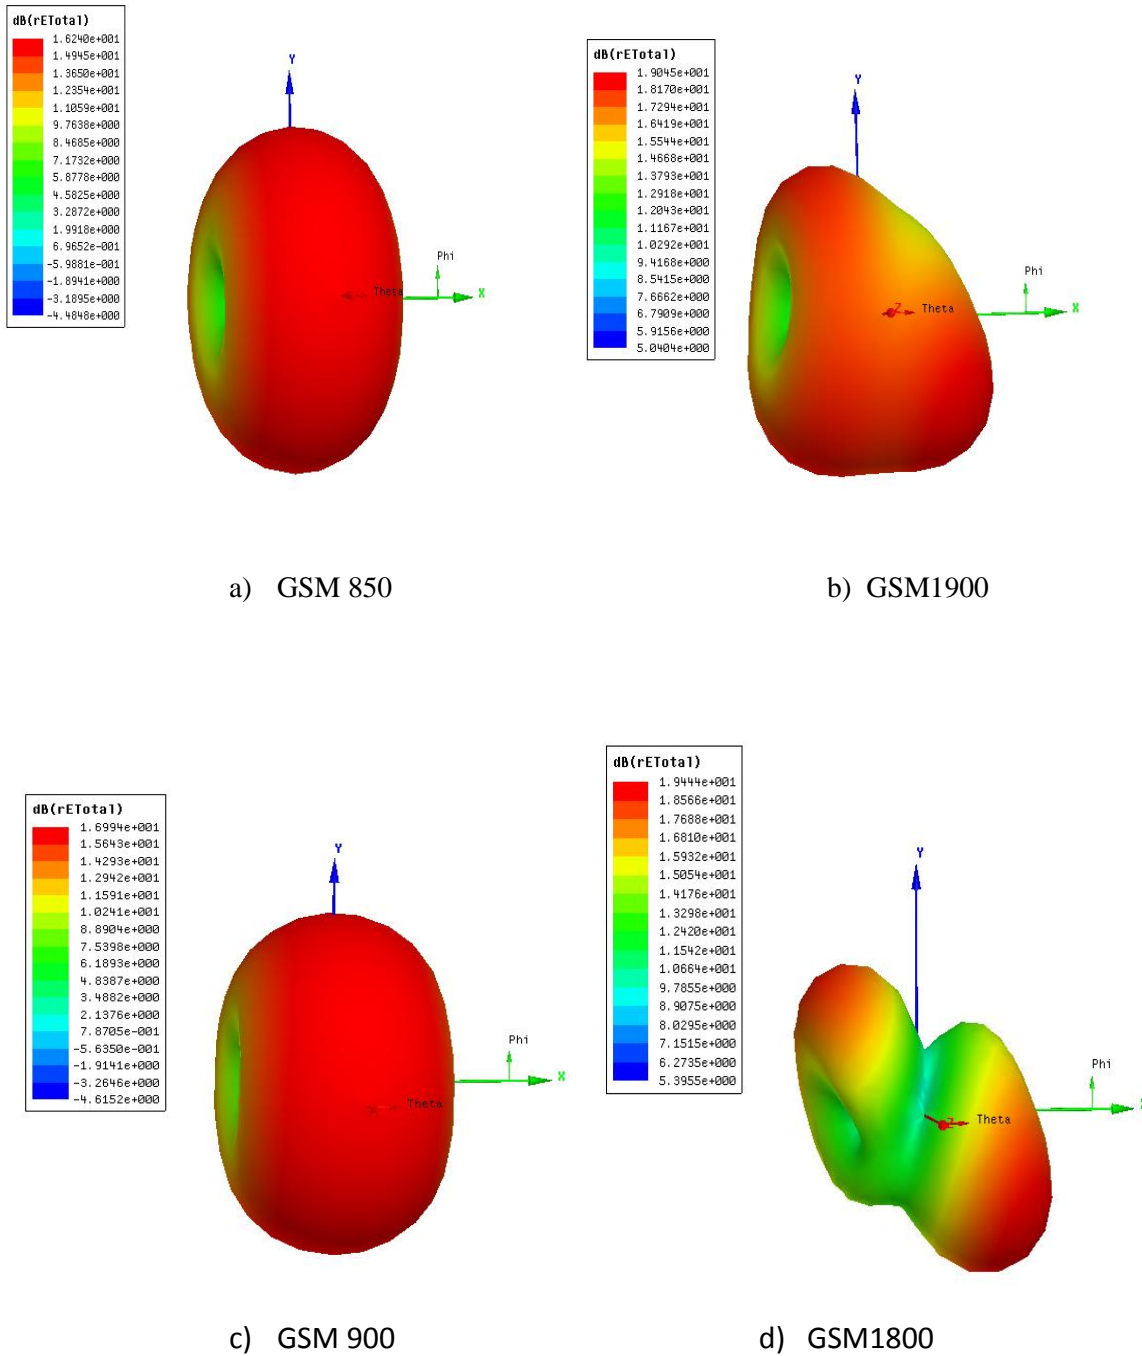 dB(rETotal)
1.6240e+001
1.4945e+001
1.3650e+001
1.2354e+001
1.1059e+001
9.7638e+000
8.4685e+000
7.1732e+000
5.8778e+000
4.5825e+000
3.2872e+000
1.9918e+000
6.9652e-001
-5.9881e-001
-1.8941e+000
-3.1895e+000
-4.4848e+000
Y
Phi
Theta
X
a) GSM 850
dB(rETotal)
1.9045e+001
1.8170e+001
1.7294e+001
1.6419e+001
1.5544e+001
1.4668e+001
1.3793e+001
1.2918e+001
1.2043e+001
1.1167e+001
1.0292e+001
9.4168e+000
8.5415e+000
7.6662e+000
6.7909e+000
5.9156e+000
5.0404e+000
Y
Phi
Z
Theta
X
b) GSM1900
dB(rETotal)
1.6994e+001
1.5643e+001
1.4293e+001
1.2942e+001
1.1591e+001
1.0241e+001
8.8904e+000
7.5398e+000
6.1893e+000
4.8387e+000
3.4882e+000
2.1376e+000
7.8705e-001
-5.6350e-001
-1.9141e+000
-3.2646e+000
-4.6152e+000
Y
Phi
X
Theta
c) GSM 900
dB(rETotal)
1.9444e+001
1.8566e+001
1.7688e+001
1.6810e+001
1.5932e+001
1.5054e+001
1.4176e+001
1.3298e+001
1.2420e+001
1.1542e+001
1.0664e+001
9.7855e+000
8.9075e+000
8.0295e+000
7.1515e+000
6.2735e+000
5.3955e+000
Y
Phi
X
Z
Theta
d) GSM1800